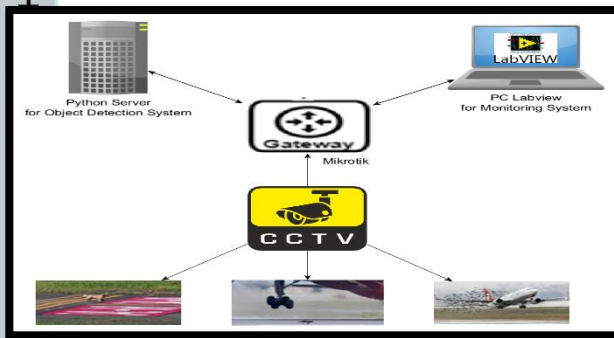 LabVIEW
Python Server
for Object Detection System
PC Labview
for Monitoring System
Gateway
Mikrotik
CCTV